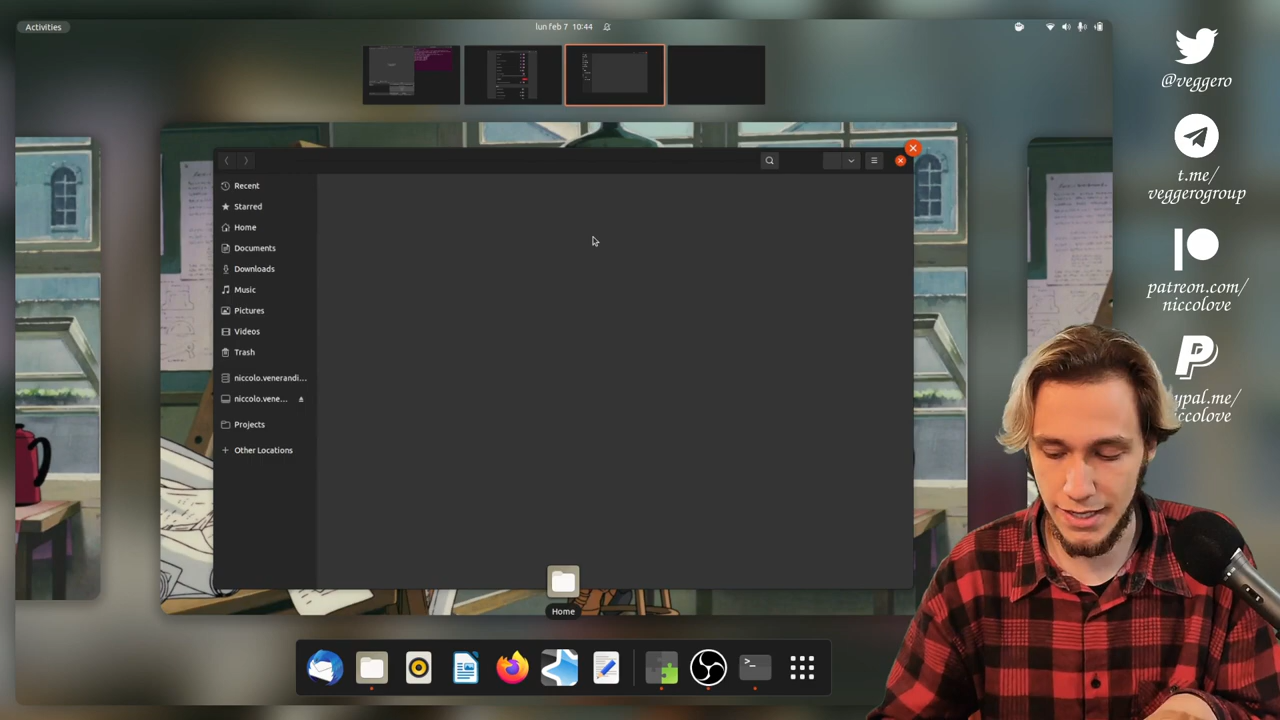 Activities
lun feb 7 10:44
Recent
Starred
Home
Documents
Downloads
Music
Pictures
Videos
Trash
niccolo.venerandi...
niccolo.vene...
Projects
Other Locations
Home
@veggero
t.me/
veggerogroup
patreon.com/
niccolove
ypal.me/
ccolove